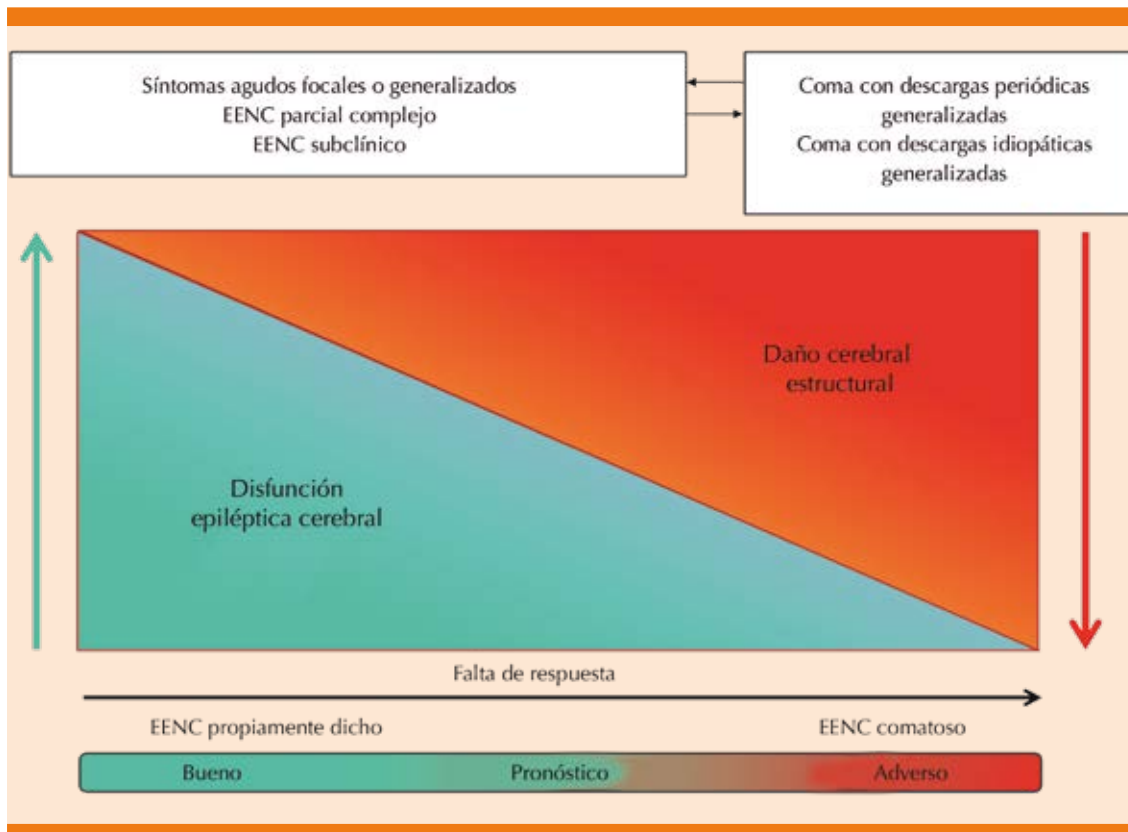 Síntomas agudos focales o generalizados
EENC parcial complejo
EENC subclínico
Coma con descargas periódicas
generalizadas
Coma con descargas idiopáticas
generalizadas
Daño cerebral
estructural
Disfunción
epiléptica cerebral
Falta de respuesta
EENC propiamente dicho
EENC comatoso
Bueno
Pronóstico
Adverso